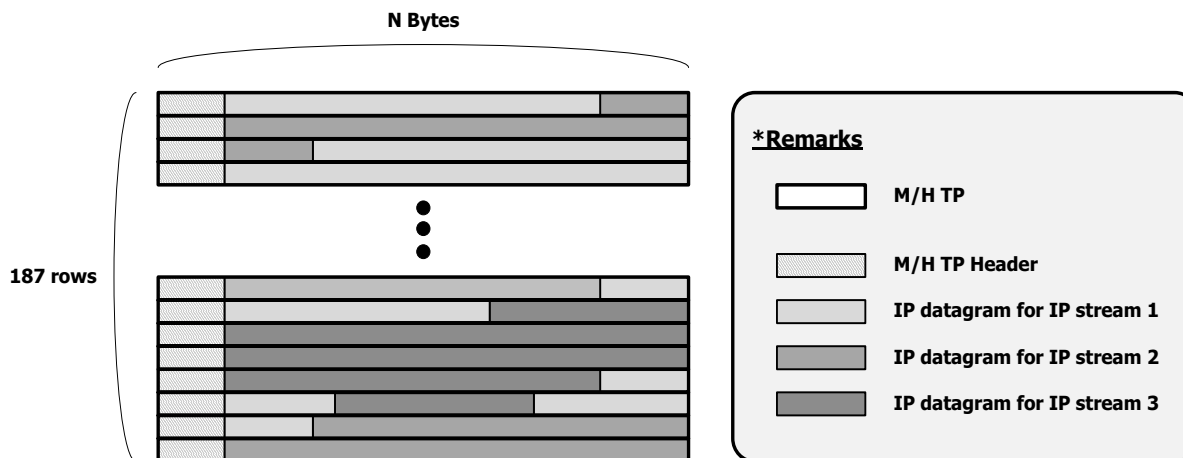 N Bytes
187 rows
*Remarks
M/H TP
M/H TP Header
IP datagram for IP stream 1
IP datagram for IP stream 2
IP datagram for IP stream 3